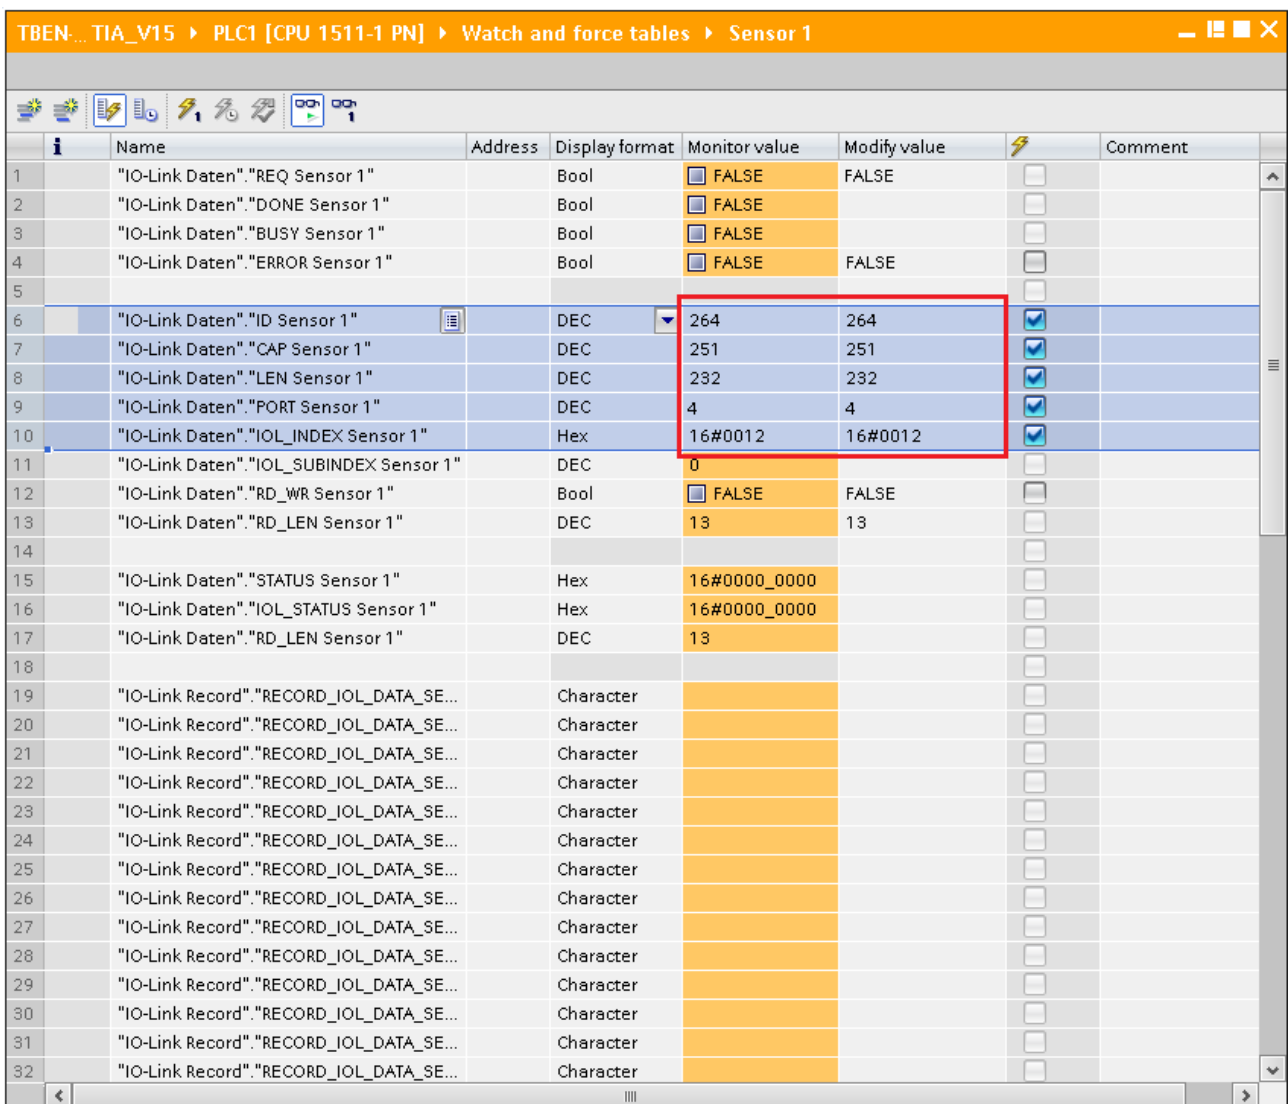 TBEN-... TIA_V15 ▸ PLC1 [CPU 1511-1 PN] ▸ Watch and force tables ▸ Sensor 1
i Name Address Display format Monitor value Modify value Comment
1 "IO-Link Daten"."REQ Sensor 1" Bool FALSE FALSE
2 "IO-Link Daten"."DONE Sensor 1" Bool FALSE
3 "IO-Link Daten"."BUSY Sensor 1" Bool FALSE
4 "IO-Link Daten"."ERROR Sensor 1" Bool FALSE FALSE
5
6 "IO-Link Daten"."ID Sensor 1" DEC 264 264
7 "IO-Link Daten"."CAP Sensor 1" DEC 251 251
8 "IO-Link Daten"."LEN Sensor 1" DEC 232 232
9 "IO-Link Daten"."PORT Sensor 1" DEC 4 4
10 "IO-Link Daten"."IOL_INDEX Sensor 1" Hex 16#0012 16#0012
11 "IO-Link Daten"."IOL_SUBINDEX Sensor 1" DEC 0
12 "IO-Link Daten"."RD_WR Sensor 1" Bool FALSE FALSE
13 "IO-Link Daten"."RD_LEN Sensor 1" DEC 13 13
14
15 "IO-Link Daten"."STATUS Sensor 1" Hex 16#0000_0000
16 "IO-Link Daten"."IOL_STATUS Sensor 1" Hex 16#0000_0000
17 "IO-Link Daten"."RD_LEN Sensor 1" DEC 13
18
19 "IO-Link Record"."RECORD_IOL_DATA_SE... Character
20 "IO-Link Record"."RECORD_IOL_DATA_SE... Character
21 "IO-Link Record"."RECORD_IOL_DATA_SE... Character
22 "IO-Link Record"."RECORD_IOL_DATA_SE... Character
23 "IO-Link Record"."RECORD_IOL_DATA_SE... Character
24 "IO-Link Record"."RECORD_IOL_DATA_SE... Character
25 "IO-Link Record"."RECORD_IOL_DATA_SE... Character
26 "IO-Link Record"."RECORD_IOL_DATA_SE... Character
27 "IO-Link Record"."RECORD_IOL_DATA_SE... Character
28 "IO-Link Record"."RECORD_IOL_DATA_SE... Character
29 "IO-Link Record"."RECORD_IOL_DATA_SE... Character
30 "IO-Link Record"."RECORD_IOL_DATA_SE... Character
31 "IO-Link Record"."RECORD_IOL_DATA_SE... Character
32 "IO-Link Record"."RECORD_IOL_DATA_SE... Character